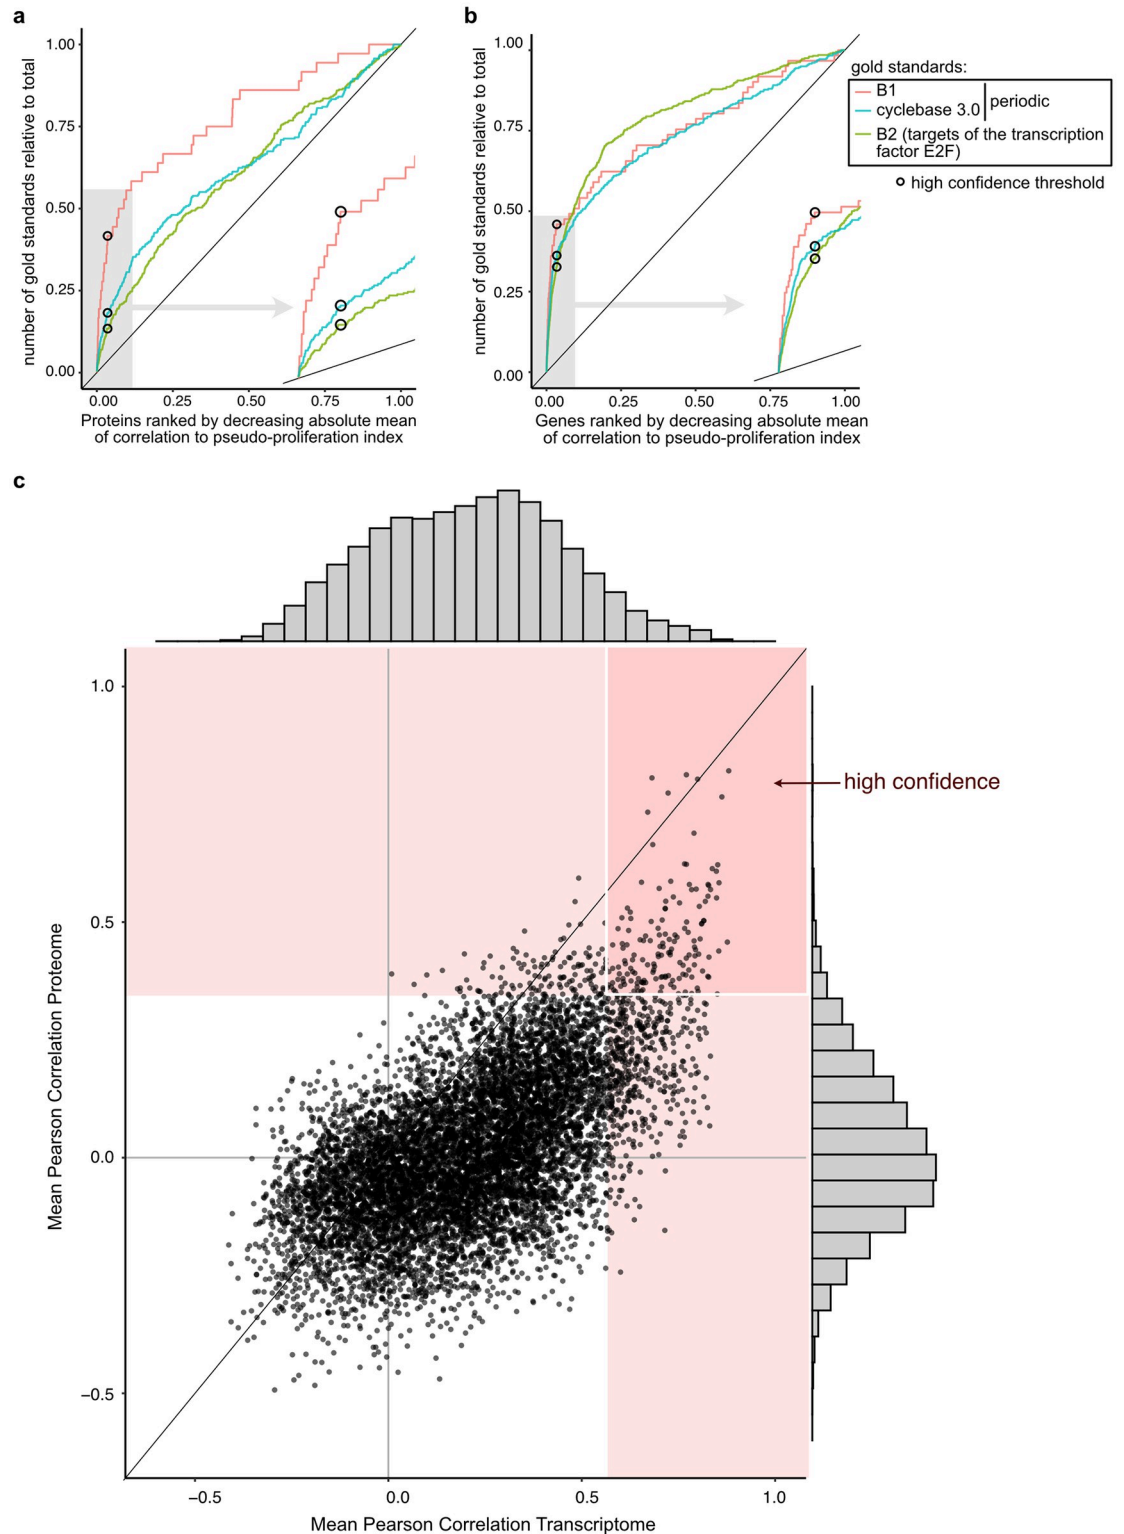 a
number of gold standards relative to total
1.00
0.75
0.50
0.25
0.00
0.00 0.25 0.50 0.75 1.00
Proteins ranked by decreasing absolute mean
of correlation to pseudo-proliferation index
b
number of gold standards relative to total
1.00
0.75
0.50
0.25
0.00
0.00 0.25 0.50 0.75 1.00
Genes ranked by decreasing absolute mean
of correlation to pseudo-proliferation index
gold standards:
B1
cyclebase 3.0
periodic
B2 (targets of the transcription
factor E2F)
high confidence threshold
c
high confidence
Mean Pearson Correlation Proteome
1.0
0.5
0.0
−0.5
−0.5 0.0 0.5 1.0
Mean Pearson Correlation Transcriptome